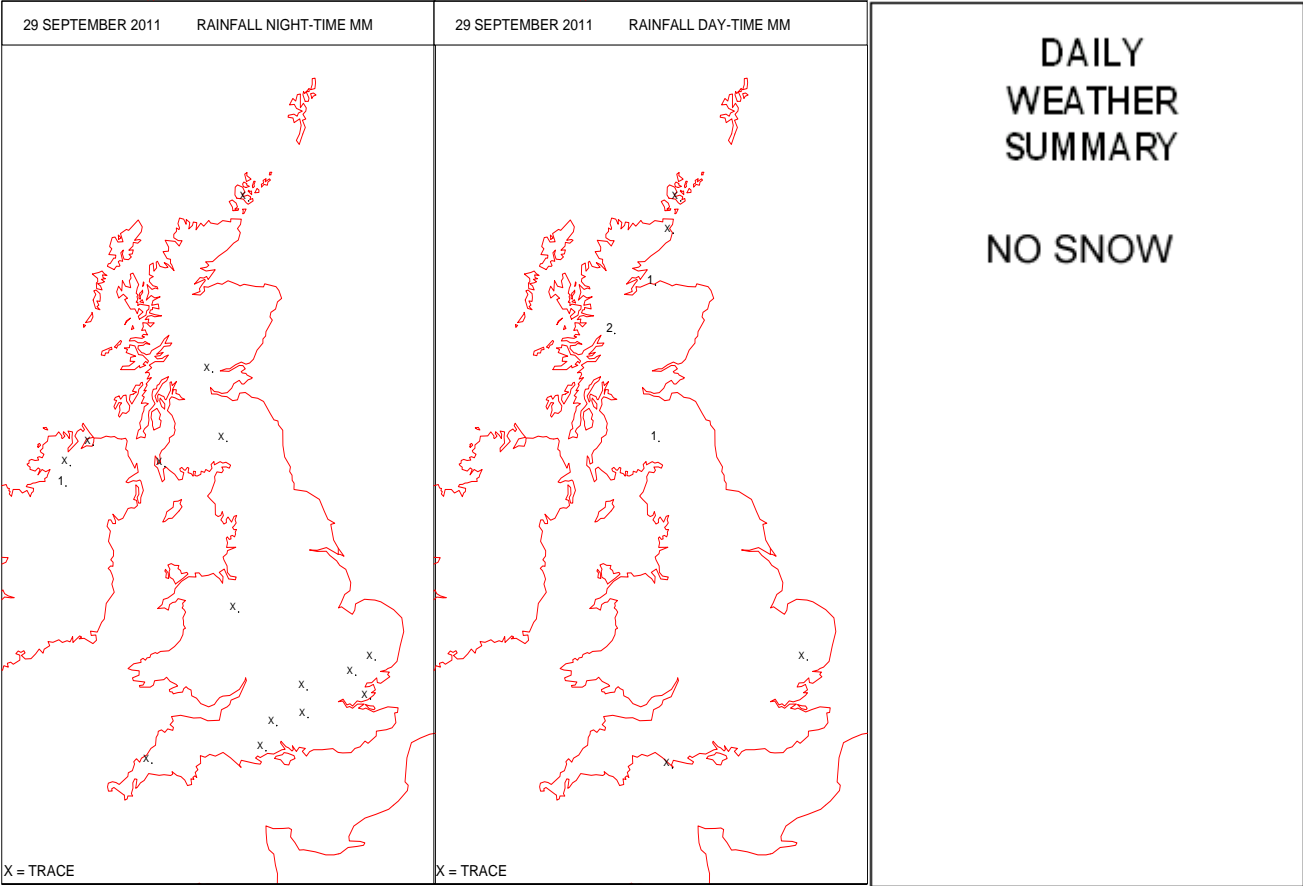 29 SEPTEMBER 2011 RAINFALL NIGHT-TIME MM
x.
x.
x.
x.
x.
x.
1.
x.
x.
x.
x.
x.
x.
x.
x.
x.
X = TRACE
29 SEPTEMBER 2011 RAINFALL DAY-TIME MM
x.
x.
1.
2.
1.
x.
x.
X = TRACE
DAILY
WEATHER
SUMMARY
NO SNOW